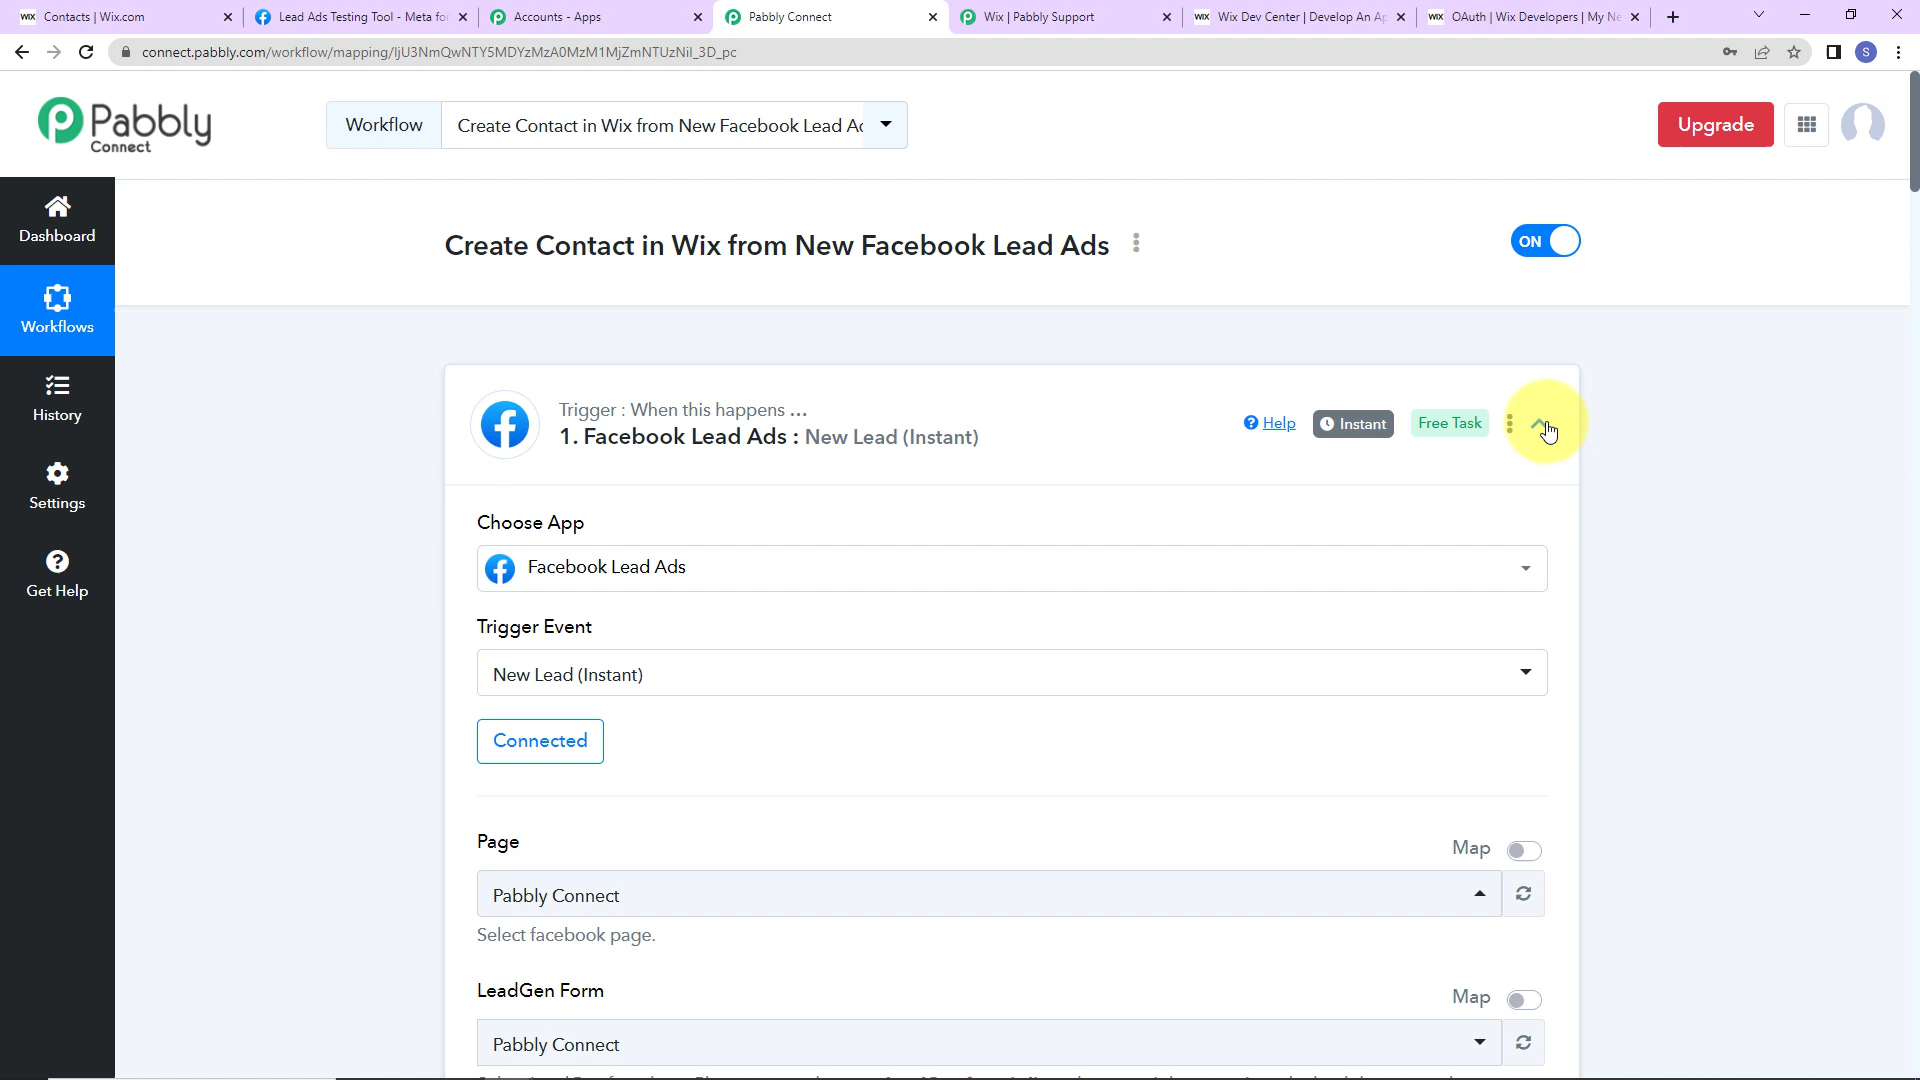 Contacts | Wix.com
Lead Ads Testing Tool - Meta for
Accounts - Apps
Pabbly Connect
Wix | Pabbly Support
Wix Dev Center | Develop An Ap
OAuth | Wix Developers | My Ne
connect.pabbly.com/workflow/mapping/IjU3NmQwNTY5MDYzMzA0MzM1MjZmNTUzNiI_3D_pc
S
Pabbly
Connect
Workflow
Create Contact in Wix from New Facebook Lead Ad
Upgrade
Dashboard
Workflows
History
Settings
Get Help
Create Contact in Wix from New Facebook Lead Ads
ON
Trigger : When this happens ...
1. Facebook Lead Ads : New Lead (Instant)
Help
Instant
Free Task
Choose App
Facebook Lead Ads
Trigger Event
New Lead (Instant)
Connected
Page
Map
Pabbly Connect
Select facebook page.
LeadGen Form
Map
Pabbly Connect